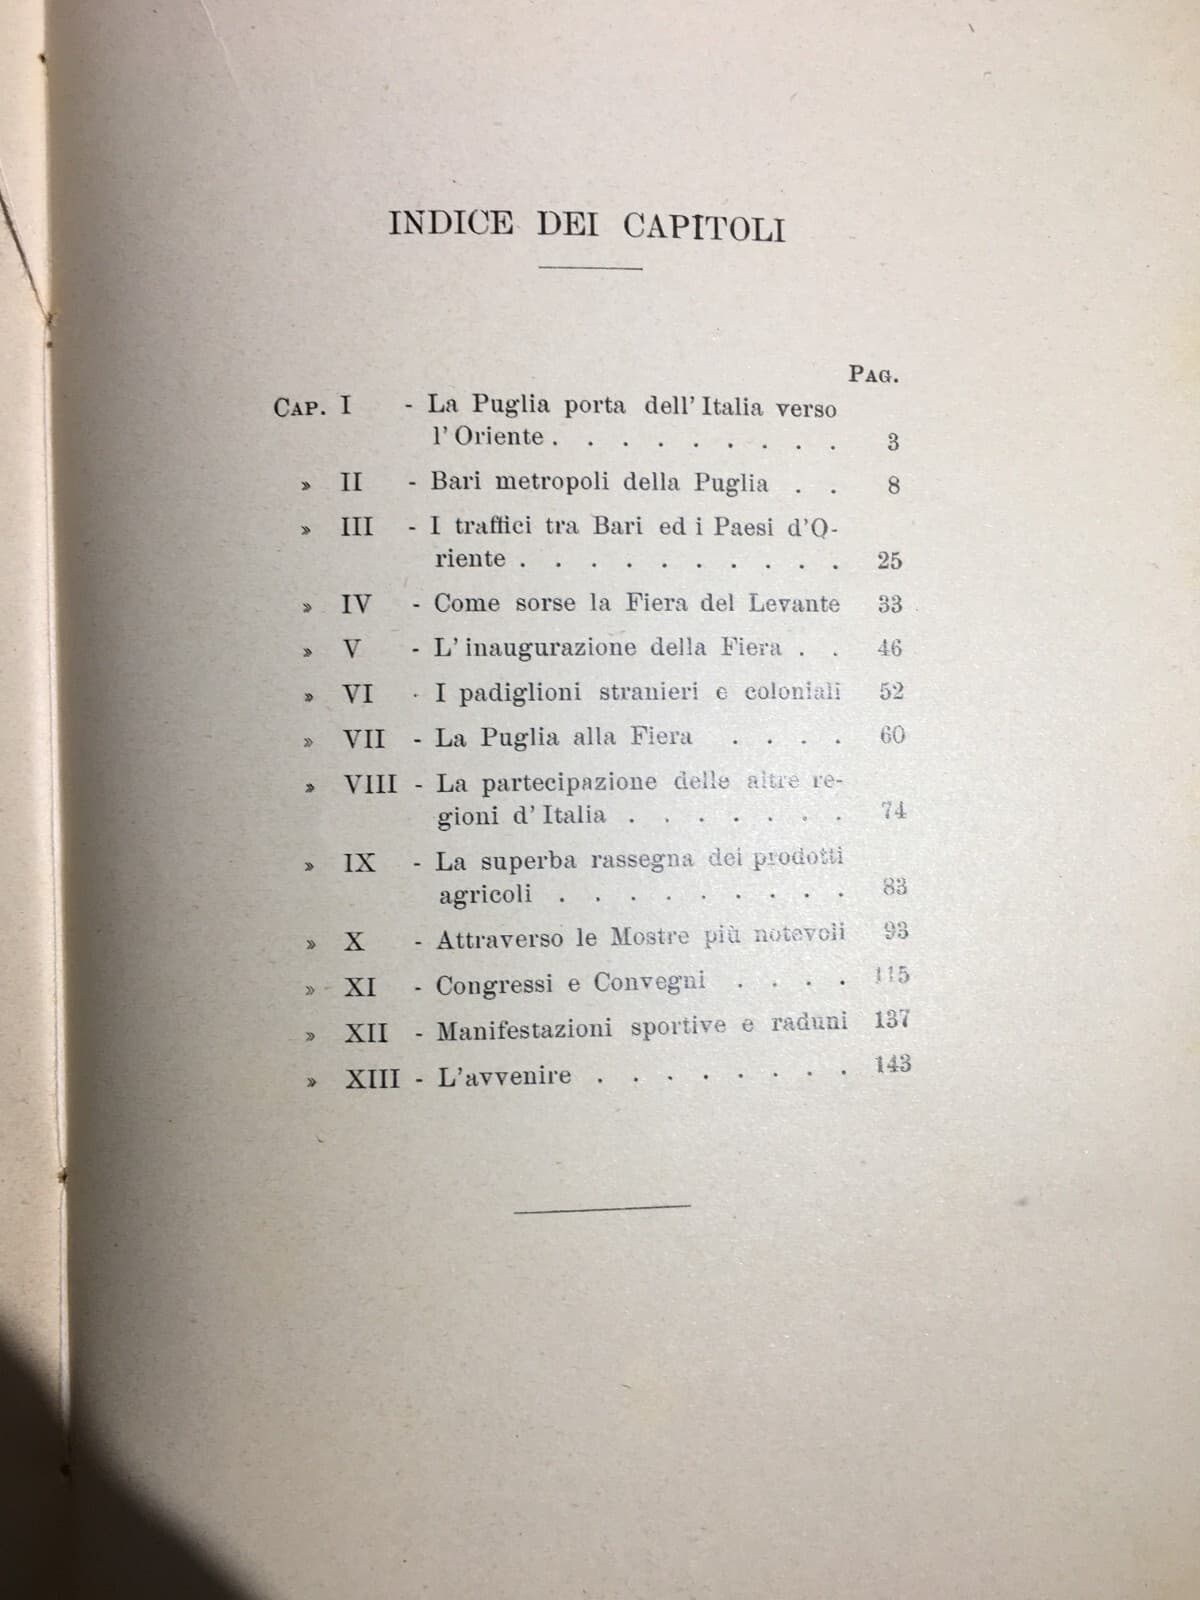 INDICE DEI CAPITOLI
PAG.
CAP. I - La Puglia porta dell' Italia verso
l' Oriente . . . . . . . . . 3
» II - Bari metropoli della Puglia . . 8
» III - I traffici tra Bari ed i Paesi d'O-
riente . . . . . . . . . . 25
» IV - Come sorse la Fiera del Levante 33
» V - L' inaugurazione della Fiera . . 46
» VI - I padiglioni stranieri e coloniali 52
» VII - La Puglia alla Fiera . . . . 60
» VIII - La partecipazione delle altre re-
gioni d' Italia . . . . . . . 74
» IX - La superba rassegna dei prodotti
agricoli . . . . . . . . . 83
» X - Attraverso le Mostre più notevoli 93
» XI - Congressi e Convegni . . . . 115
» XII - Manifestazioni sportive e raduni 137
» XIII - L'avvenire . . . . . . . . 143